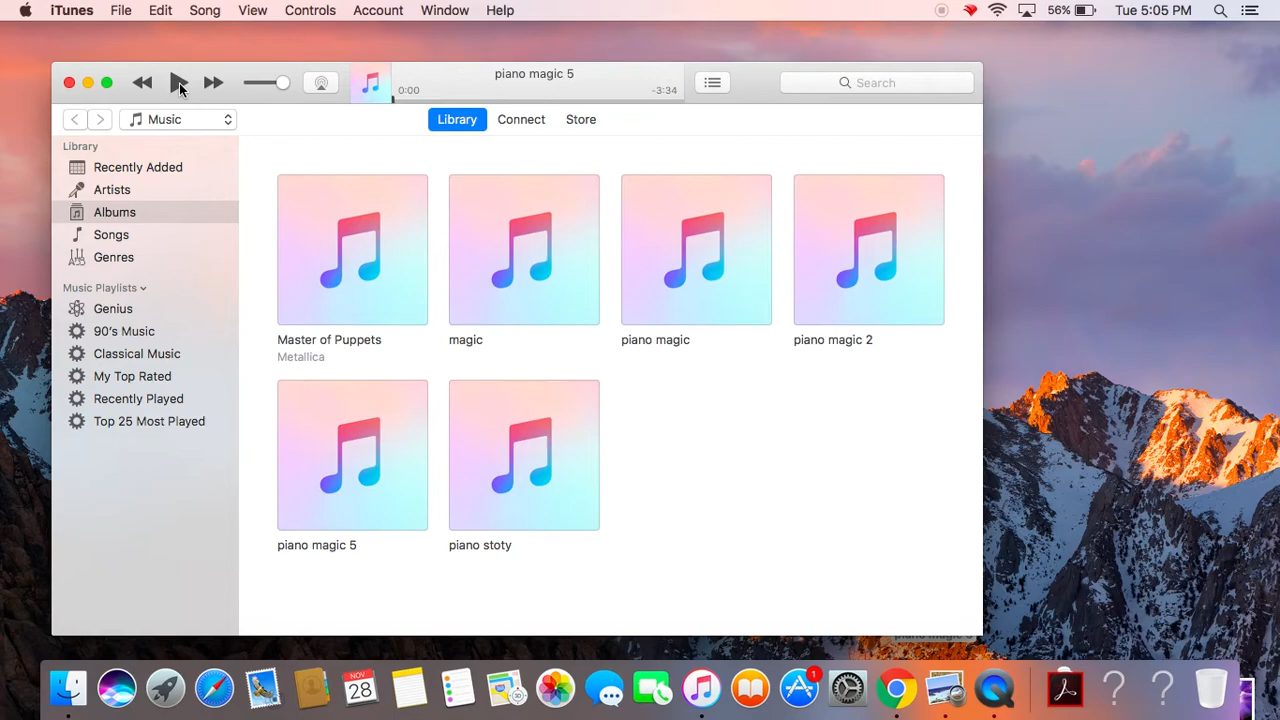 iTunes File Edit Song View Controls Account Window Help 56% Tue 5:05 PM
piano magic 5
0:00 -3:34
Search
Music
Library Connect Store
Library
Recently Added
Artists
Albums
Songs
Genres
Music Playlists
Genius
90's Music
Classical Music
My Top Rated
Recently Played
Top 25 Most Played
Master of Puppets
Metallica
magic
piano magic
piano magic 2
piano magic 5
piano stoty
NOV
28
3D
1
? ?